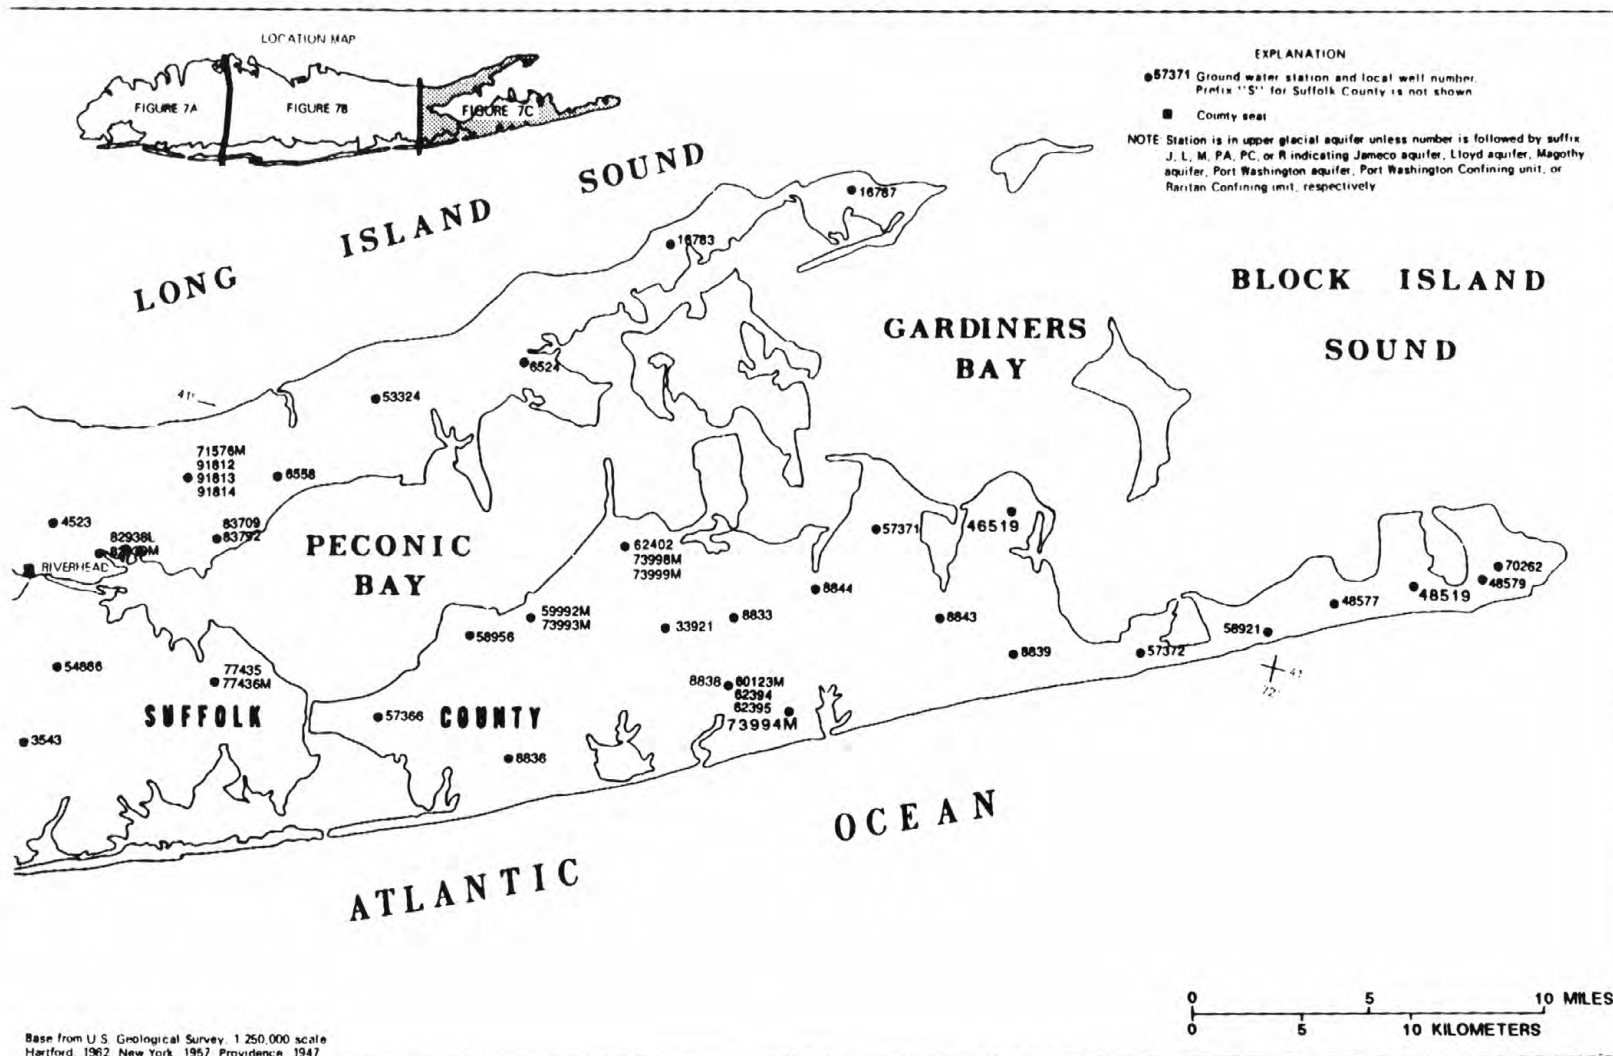 LOCATION MAP
FIGURE 7A
FIGURE 7B
FIGURE 7C
EXPLANATION
57371 Ground water station and local well number.
Prefix "S" for Suffolk County is not shown
County seat
NOTE Station is in upper glacial aquifer unless number is followed by suffix
J, L, M, PA, PC, or R indicating Jameco aquifer, Lloyd aquifer, Magothy
aquifer, Port Washington aquifer, Port Washington Confining unit, or
Raritan Confining unit, respectively
LONG ISLAND SOUND
BLOCK ISLAND
SOUND
GARDINERS
BAY
16787
16783
6524
53324
41°
71576M
91812
91813
91814
6558
4523
83709
83792
82938L
RIVERHEAD
PECONIC
BAY
62402
73998M
73999M
57371
46519
8844
70262
48579
48519
48577
58921
59992M
73993M
58956
33921
8833
8843
8839
57372
41
72°
54886
77435
77436M
8838
60123M
62394
62395
73994M
SUFFOLK COUNTY
57366
3543
8836
ATLANTIC OCEAN
0 5 10 MILES
0 5 10 KILOMETERS
Base from U.S. Geological Survey, 1:250,000 scale
Hartford, 1962, New York, 1957, Providence, 1947